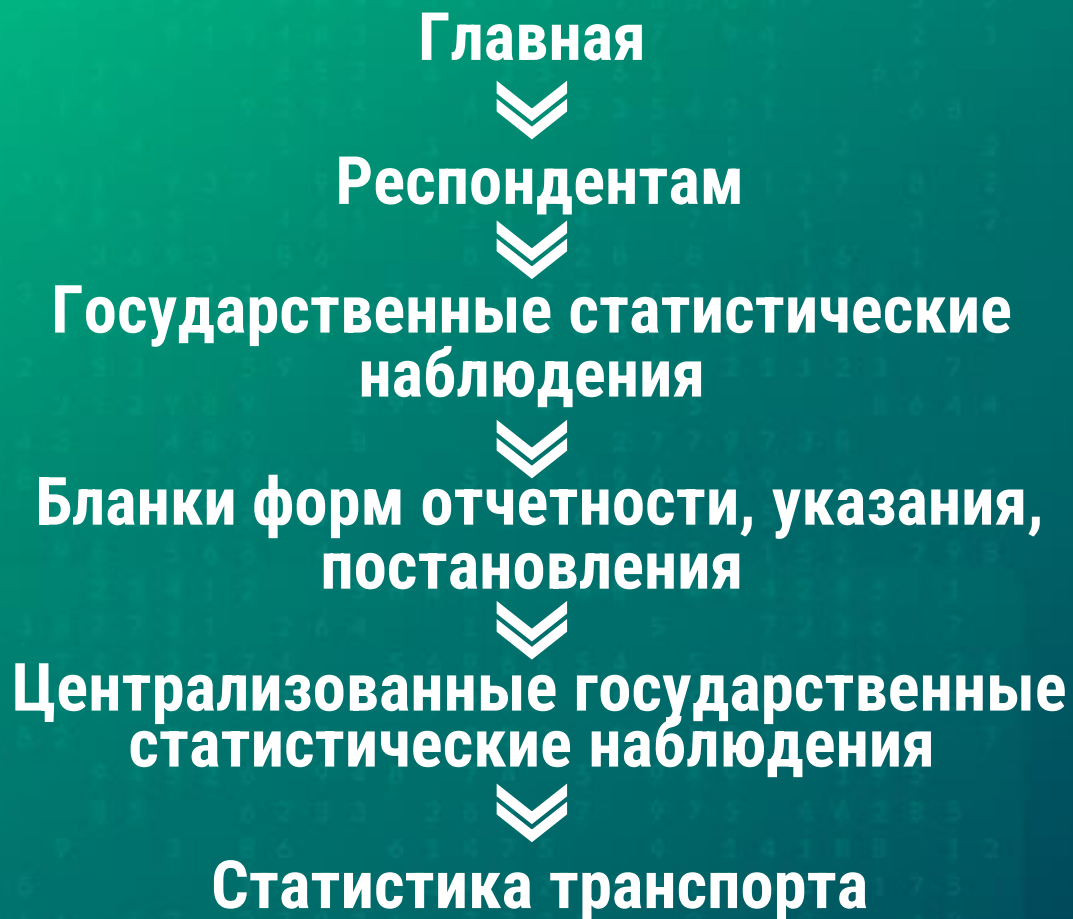 Главная
Респондентам
Государственные статистические
наблюдения
Бланки форм отчетности, указания,
постановления
Централизованные государственные
статистические наблюдения
Статистика транспорта